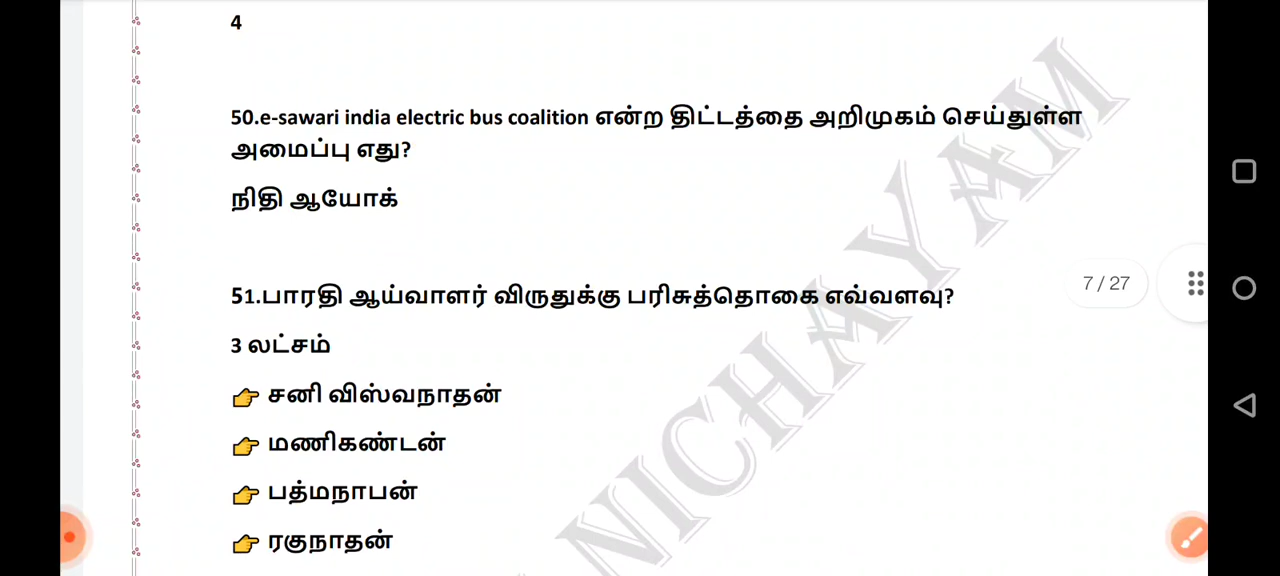 4
50.e-sawari india electric bus coalition என்ற திட்டத்தை அறிமுகம் செய்துள்ள
அமைப்பு எது?
நிதி ஆயோக்
51.பாரதி ஆய்வாளர் விருதுக்கு பரிசுத்தொகை எவ்வளவு?
7 / 27
3 லட்சம்
👉 சனி விஸ்வநாதன்
👉 மணிகண்டன்
👉 பத்மநாபன்
👉 ரகுநாதன்
NICHAYAM